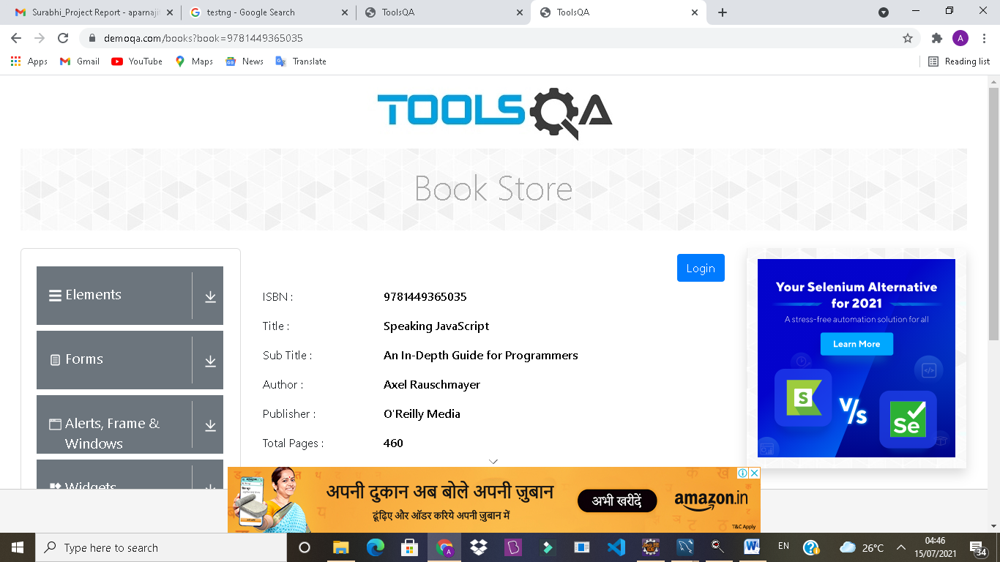 Surabhi_Project Report - aparnaji
testng - Google Search
ToolsQA
ToolsQA
demoqa.com/books?book=9781449365035
A
Apps
Gmail
YouTube
Maps
News
Translate
Reading list
TOOLSQA
Book Store
Login
Elements
Forms
Alerts, Frame &
Windows
Widgets
ISBN : 9781449365035
Title : Speaking JavaScript
Sub Title : An In-Depth Guide for Programmers
Author : Axel Rauschmayer
Publisher : O'Reilly Media
Total Pages : 460
Your Selenium Alternative
for 2021
A stress-free automation solution for all
Learn More
S
V/s
Se
अपनी दुकान अब बोले अपनी ज़ुबान
ढूंढ़िए और ऑडर करिये अपनी ज़ुबान में
अभी खरीदें
amazon.in
T&C Apply
Type here to search
EN
26°C
04:46
15/07/2021
34